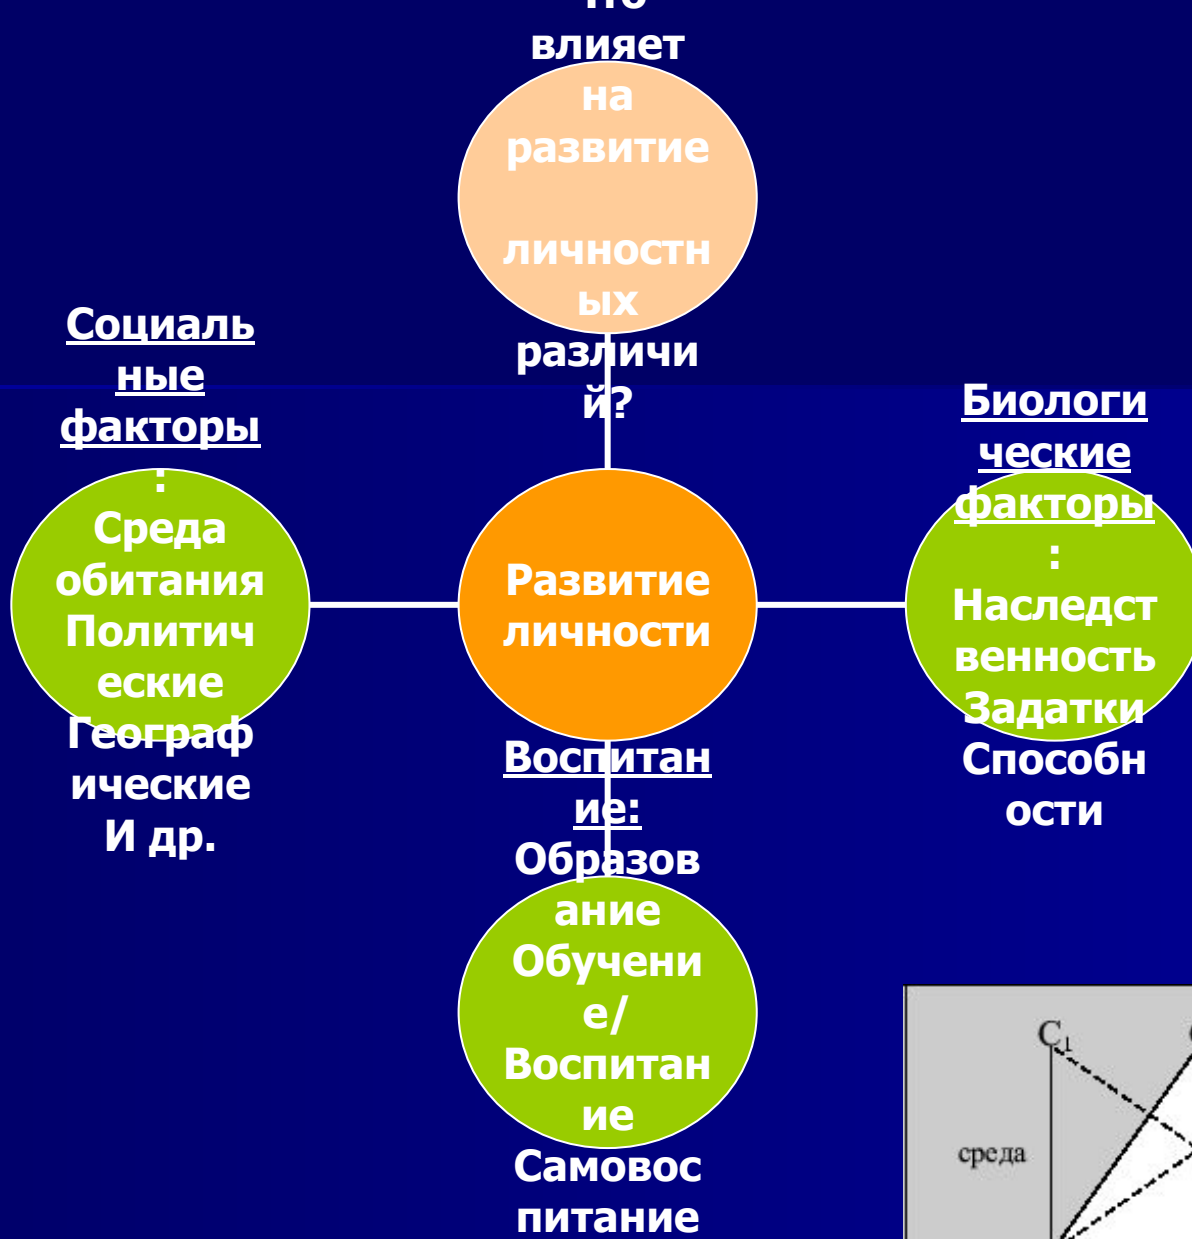 влияет
на
развитие
личностн
ых
различи
й?
Социаль
ные
факторы
:
Среда
обитания
Политич
еские
Географ
ические
И др.
Развитие
личности
Биологи
ческие
факторы
:
Наследст
венность
Задатки
Способн
ости
Воспитан
ие:
Образов
ание
Обучени
е/
Воспитан
ие
Самовос
питание
C1
среда